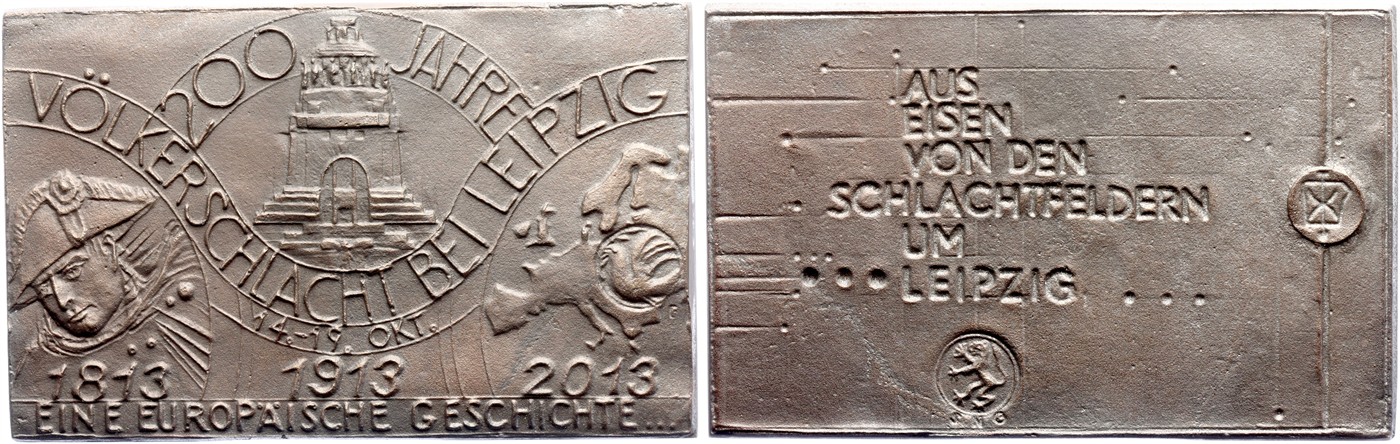 200 JAHRE
VÖLKERSCHLACHT BEI LEIPZIG
14.-19. OKT.
1813 1913 2013
EINE EUROPÄISCHE GESCHICHTE...
AUS
EISEN
VON DEN
SCHLACHTFELDERN
UM
...LEIPZIG...